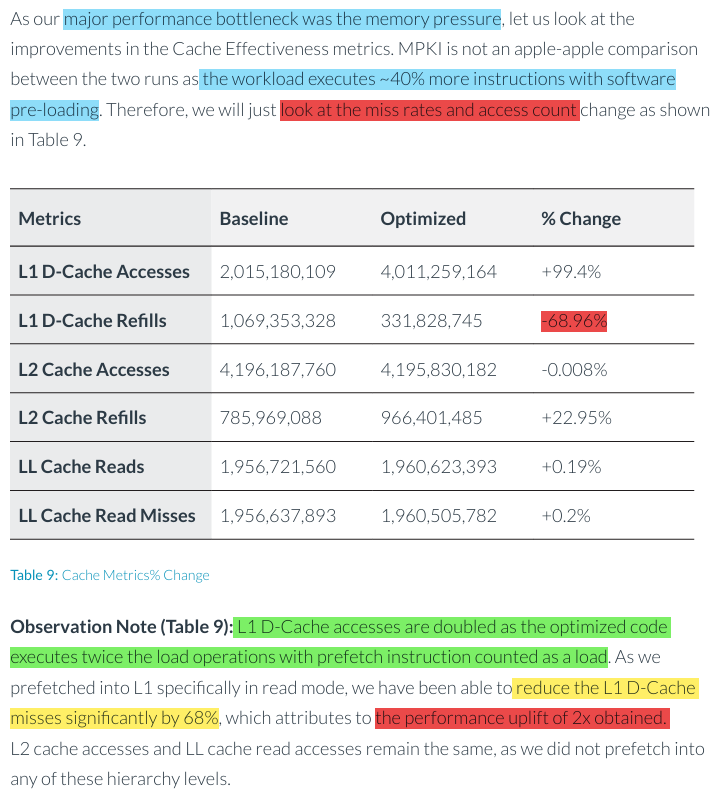 As our major performance bottleneck was the memory pressure, let us look at the
improvements in the Cache Effectiveness metrics. MPKI is not an apple-apple comparison
between the two runs as the workload executes ~40% more instructions with software
pre-loading. Therefore, we will just look at the miss rates and access count change as shown
in Table 9.
Metrics Baseline Optimized % Change
L1 D-Cache Accesses 2,015,180,109 4,011,259,164 +99.4%
L1 D-Cache Refills 1,069,353,328 331,828,745 -68.96%
L2 Cache Accesses 4,196,187,760 4,195,830,182 -0.008%
L2 Cache Refills 785,969,088 966,401,485 +22.95%
LL Cache Reads 1,956,721,560 1,960,623,393 +0.19%
LL Cache Read Misses 1,956,637,893 1,960,505,782 +0.2%
Table 9: Cache Metrics% Change
Observation Note (Table 9): L1 D-Cache accesses are doubled as the optimized code
executes twice the load operations with prefetch instruction counted as a load. As we
prefetched into L1 specifically in read mode, we have been able to reduce the L1 D-Cache
misses significantly by 68%, which attributes to the performance uplift of 2x obtained.
L2 cache accesses and LL cache read accesses remain the same, as we did not prefetch into
any of these hierarchy levels.